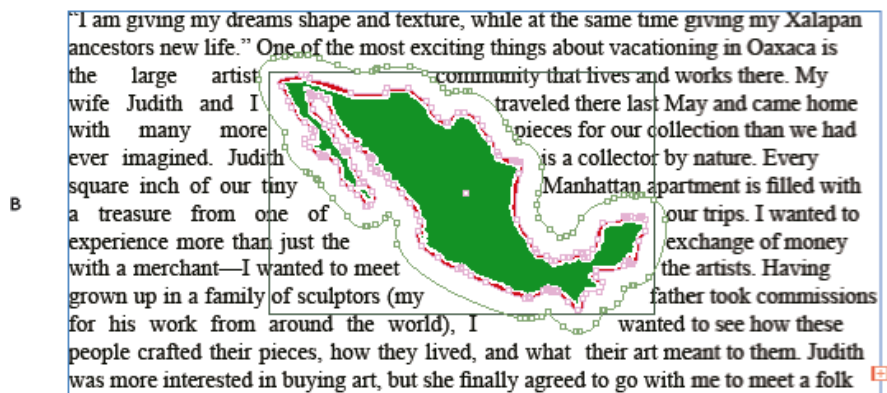 “I am giving my dreams shape and texture, while at the same time giving my Xalapan
ancestors new life.” One of the most exciting things about vacationing in Oaxaca is
the large artist community that lives and works there. My
wife Judith and I traveled there last May and came home
with many more pieces for our collection than we had
ever imagined. Judith is a collector by nature. Every
B
square inch of our tiny Manhattan apartment is filled with
a treasure from one of our trips. I wanted to
experience more than just the exchange of money
with a merchant—I wanted to meet the artists. Having
grown up in a family of sculptors (my father took commissions
for his work from around the world), I wanted to see how these
people crafted their pieces, how they lived, and what their art meant to them. Judith
was more interested in buying art, but she finally agreed to go with me to meet a folk